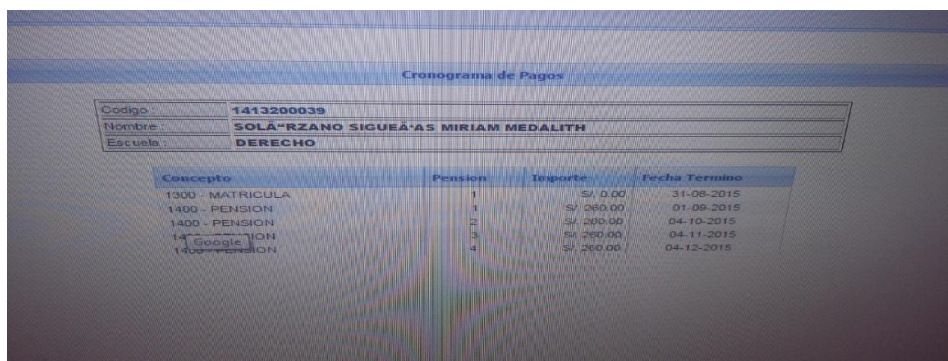 Cronograma de Pagos
Codigo : 1413200039
Nombre : SOLÃ“RZANO SIGUEÃ‘AS MIRIAM MEDALITH
Escuela : DERECHO
Concepto Pension Importe Fecha Termino
1300 - MATRICULA 1 S/. 0.00 31-08-2015
1400 - PENSION 1 S/. 260.00 01-09-2015
1400 - PENSION 2 S/. 260.00 04-10-2015
Google 3 S/. 260.00 04-11-2015
1400 - PENSION 4 S/. 260.00 04-12-2015